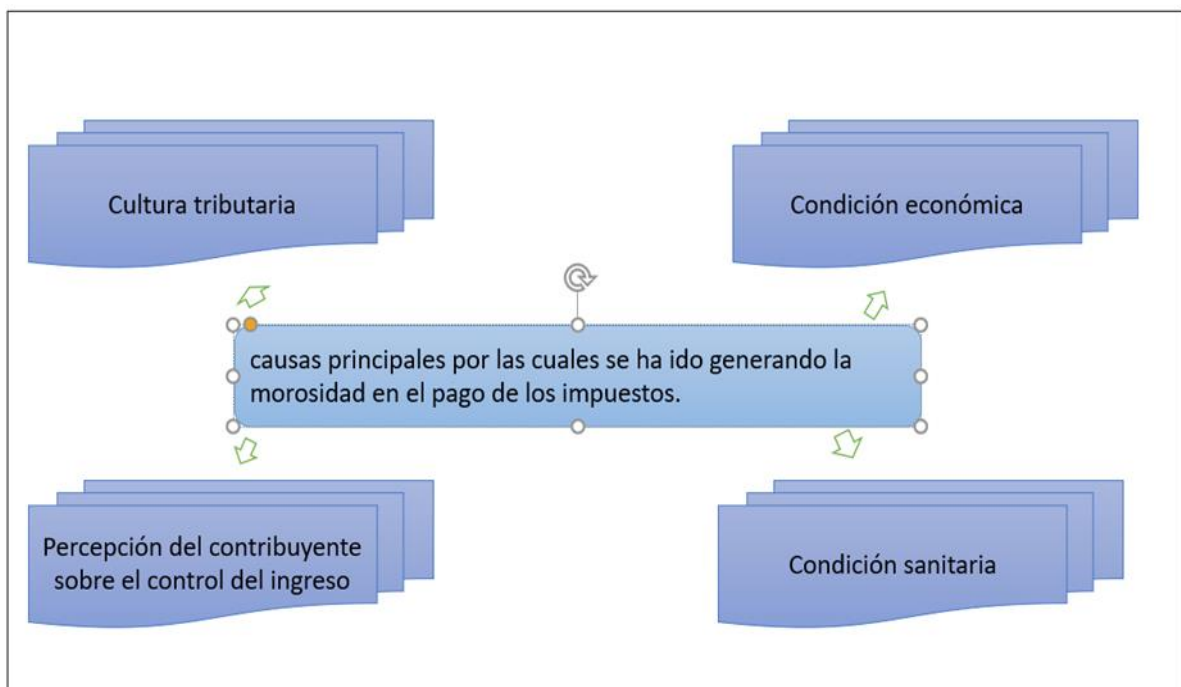 Cultura tributaria
Condición económica
causas principales por las cuales se ha ido generando la
morosidad en el pago de los impuestos.
Percepción del contribuyente
sobre el control del ingreso
Condición sanitaria